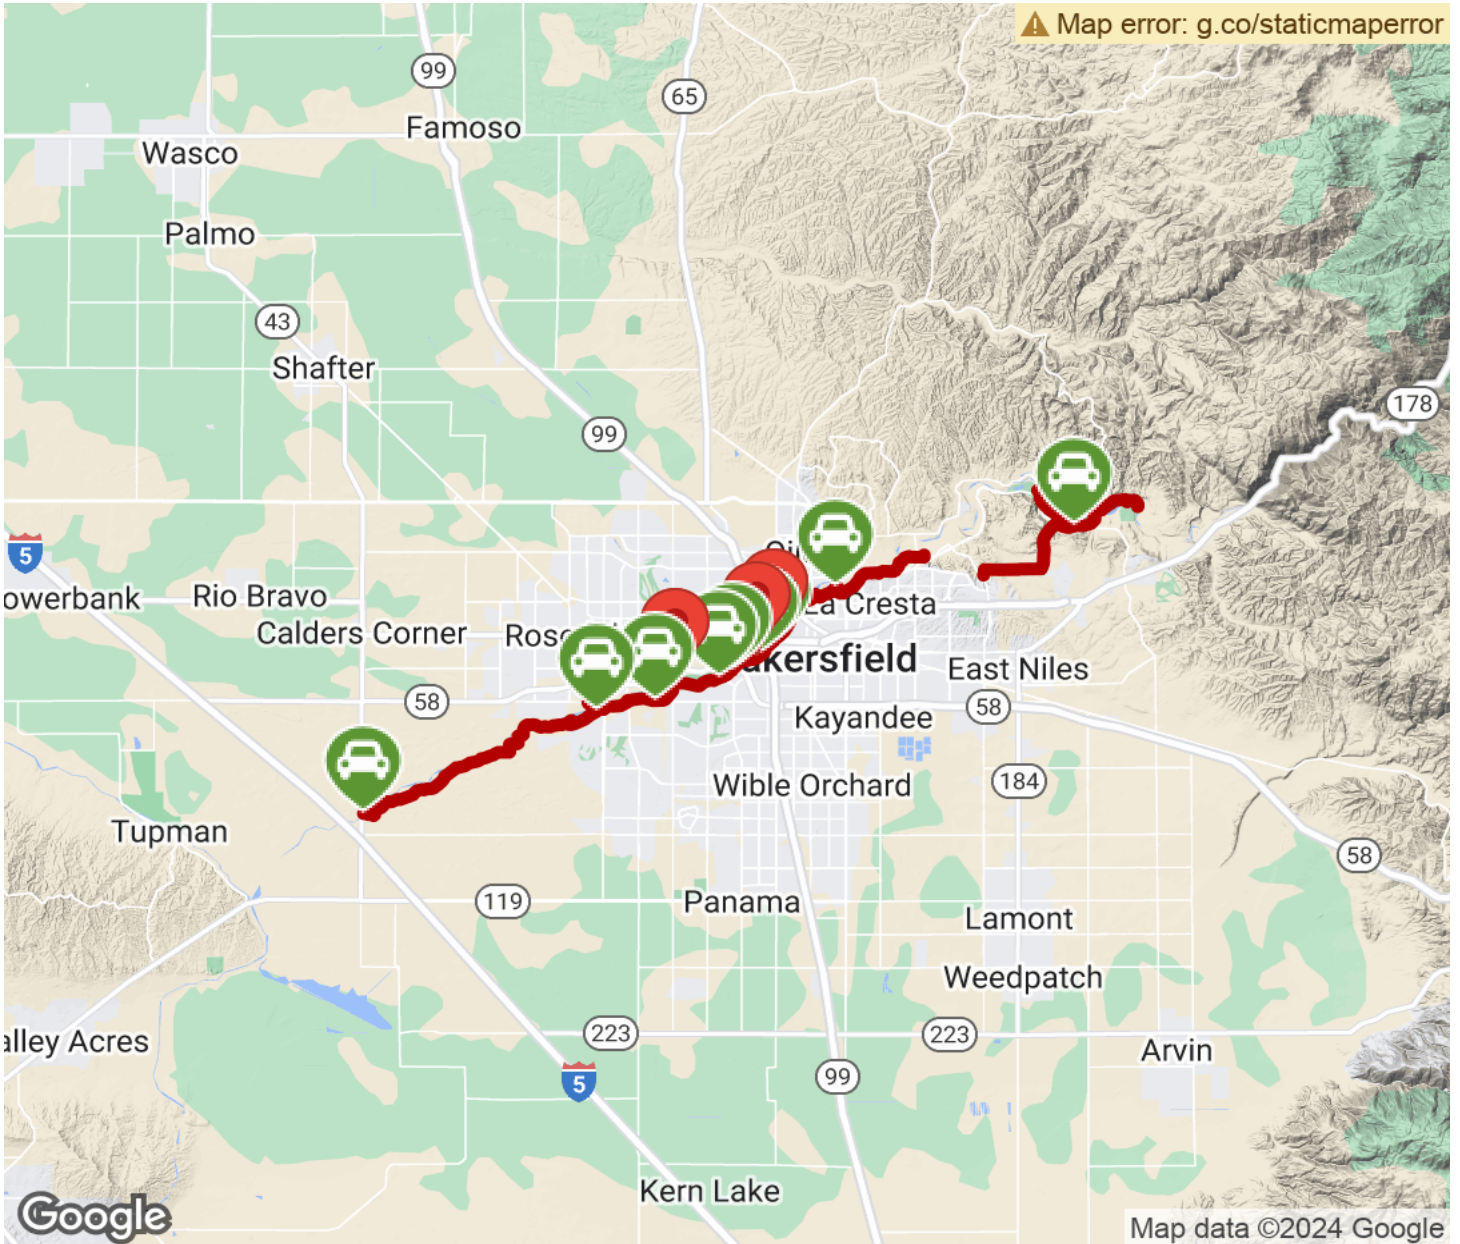 Map error: g.co/staticmaperror
99
65
Famoso
Wasco
Palmo
43
Shafter
178
99
5
owerbank
Rio Bravo
La Cresta
Calders Corner
akersfield
East Niles
58
58
Kayandee
184
Wible Orchard
Tupman
58
119
Panama
Lamont
Weedpatch
223
223
alley Acres
Arvin
5
99
Kern Lake
Google
Map data ©2024 Google